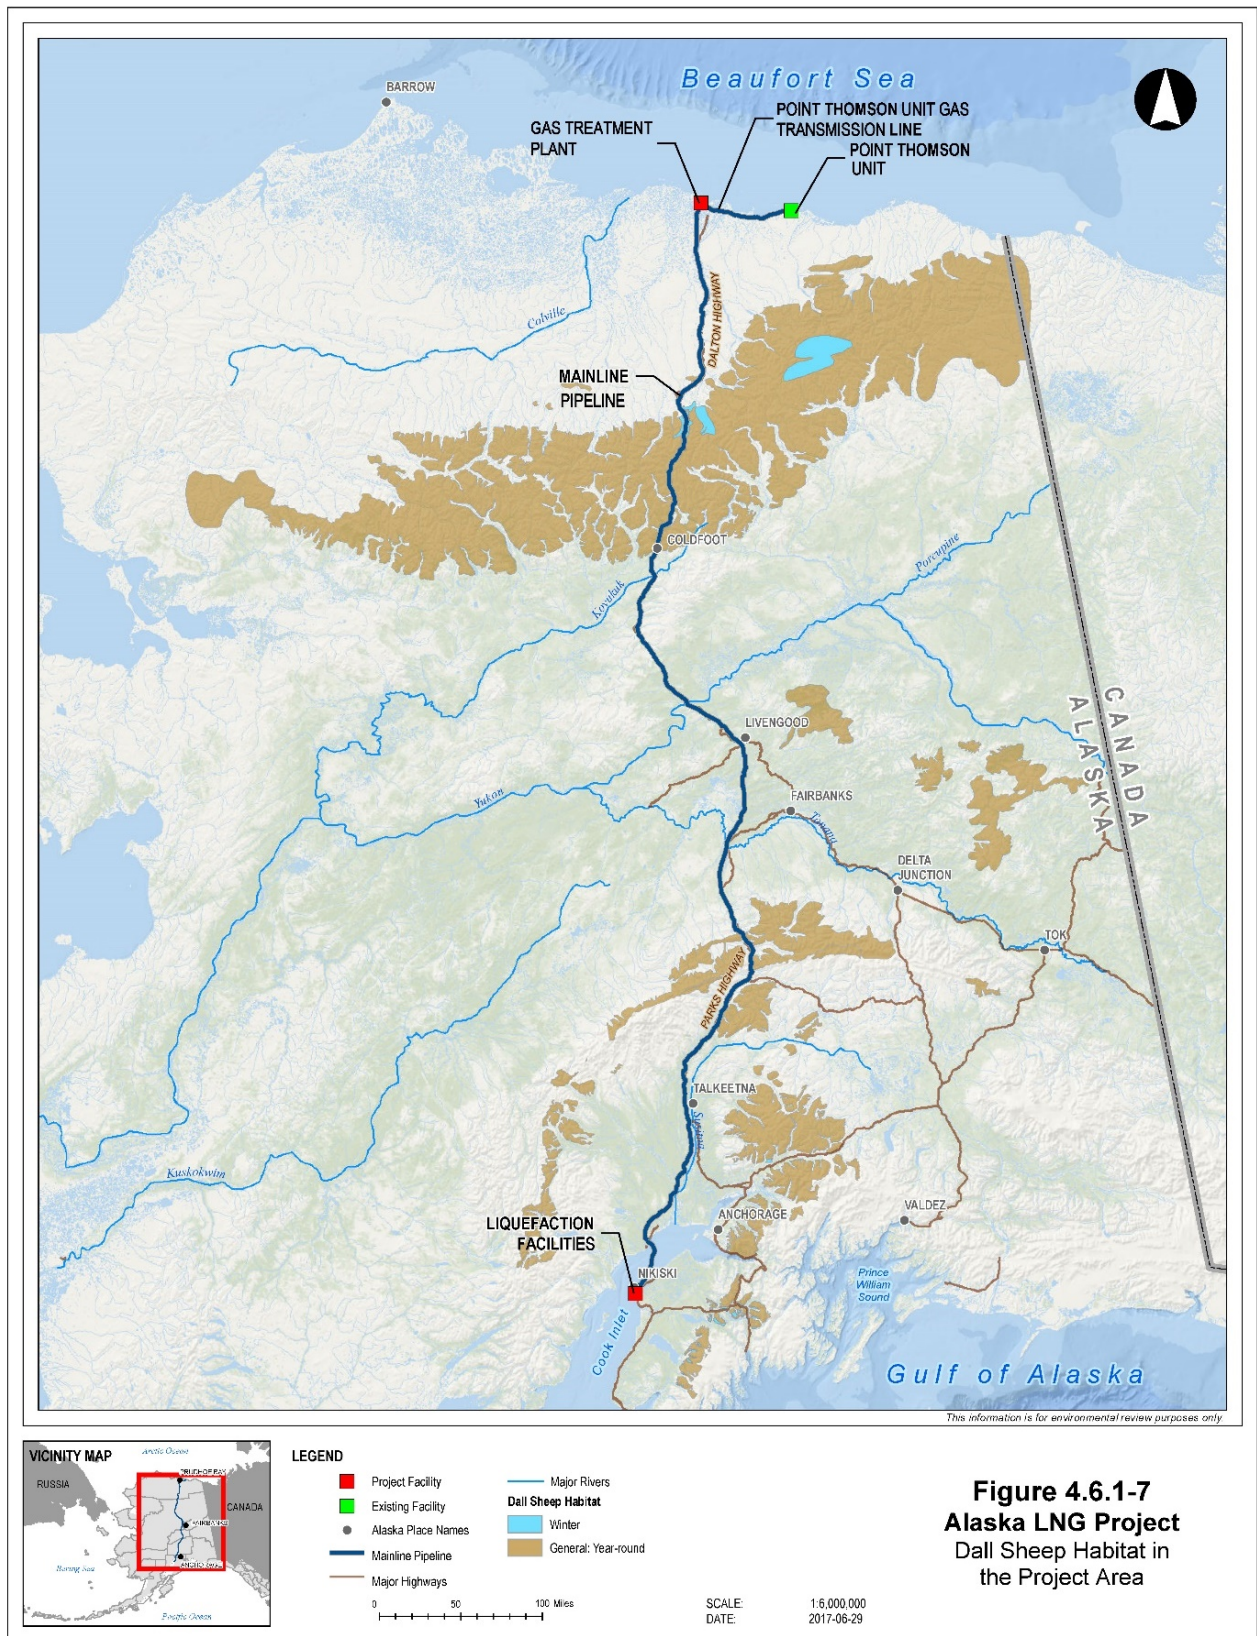 Beaufort Sea
BARROW
POINT THOMSON UNIT GAS
TRANSMISSION LINE
GAS TREATMENT
PLANT
POINT THOMSON
UNIT
DALTON HIGHWAY
Colville
MAINLINE
PIPELINE
COLDFOOT
Porcupine
Koyukuk
CANADA
ALASKA
LIVENGOOD
Yukon
FAIRBANKS
Tanana
DELTA
JUNCTION
TOK
PARKS HIGHWAY
TALKEETNA
Susitna
Kuskokwim
VALDEZ
ANCHORAGE
LIQUEFACTION
FACILITIES
NIKISKI
Prince
William
Sound
Cook Inlet
Gulf of Alaska
This information is for environmental review purposes only.
VICINITY MAP
Arctic Ocean
RUSSIA
PRUDHOE BAY
CANADA
FAIRBANKS
ANCHORAGE
Bering Sea
Pacific Ocean
LEGEND
Project Facility
Existing Facility
Alaska Place Names
Mainline Pipeline
Major Highways
Major Rivers
Dall Sheep Habitat
Winter
General: Year-round
0 50 100 Miles
SCALE: 1:6,000,000
DATE: 2017-06-29
Figure 4.6.1-7
Alaska LNG Project
Dall Sheep Habitat in
the Project Area